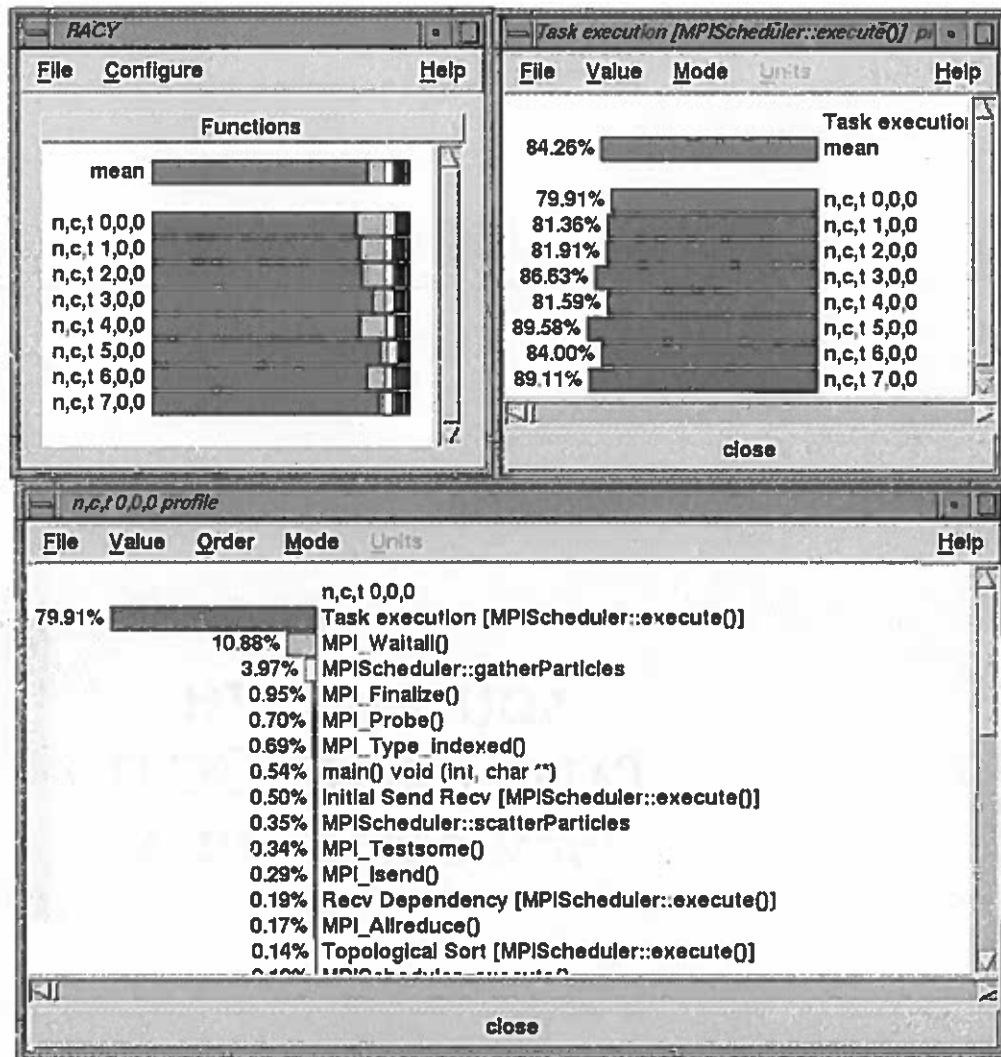 RACY
File Configure Help
Functions
mean
n,c,t 0,0,0
n,c,t 1,0,0
n,c,t 2,0,0
n,c,t 3,0,0
n,c,t 4,0,0
n,c,t 5,0,0
n,c,t 6,0,0
n,c,t 7,0,0
Task execution [MPIScheduler::execute()]
File Value Mode Units Help
Task execution
84.26% mean
79.91% n,c,t 0,0,0
81.36% n,c,t 1,0,0
81.91% n,c,t 2,0,0
86.63% n,c,t 3,0,0
81.59% n,c,t 4,0,0
89.58% n,c,t 5,0,0
84.00% n,c,t 6,0,0
89.11% n,c,t 7,0,0
close
n,c,t 0,0,0 profile
File Value Order Mode Units Help
n,c,t 0,0,0
79.91% Task execution [MPIScheduler::execute()]
10.88% MPI_Waitall()
3.97% MPIScheduler::gatherParticles
0.95% MPI_Finalize()
0.70% MPI_Probe()
0.69% MPI_Type_indexed()
0.54% main() void (int, char **)
0.50% Initial Send Recv [MPIScheduler::execute()]
0.35% MPIScheduler::scatterParticles
0.34% MPI_Testsome()
0.29% MPI_Isend()
0.19% Recv Dependency [MPIScheduler::execute()]
0.17% MPI_Allreduce()
0.14% Topological Sort [MPIScheduler::execute()]
close